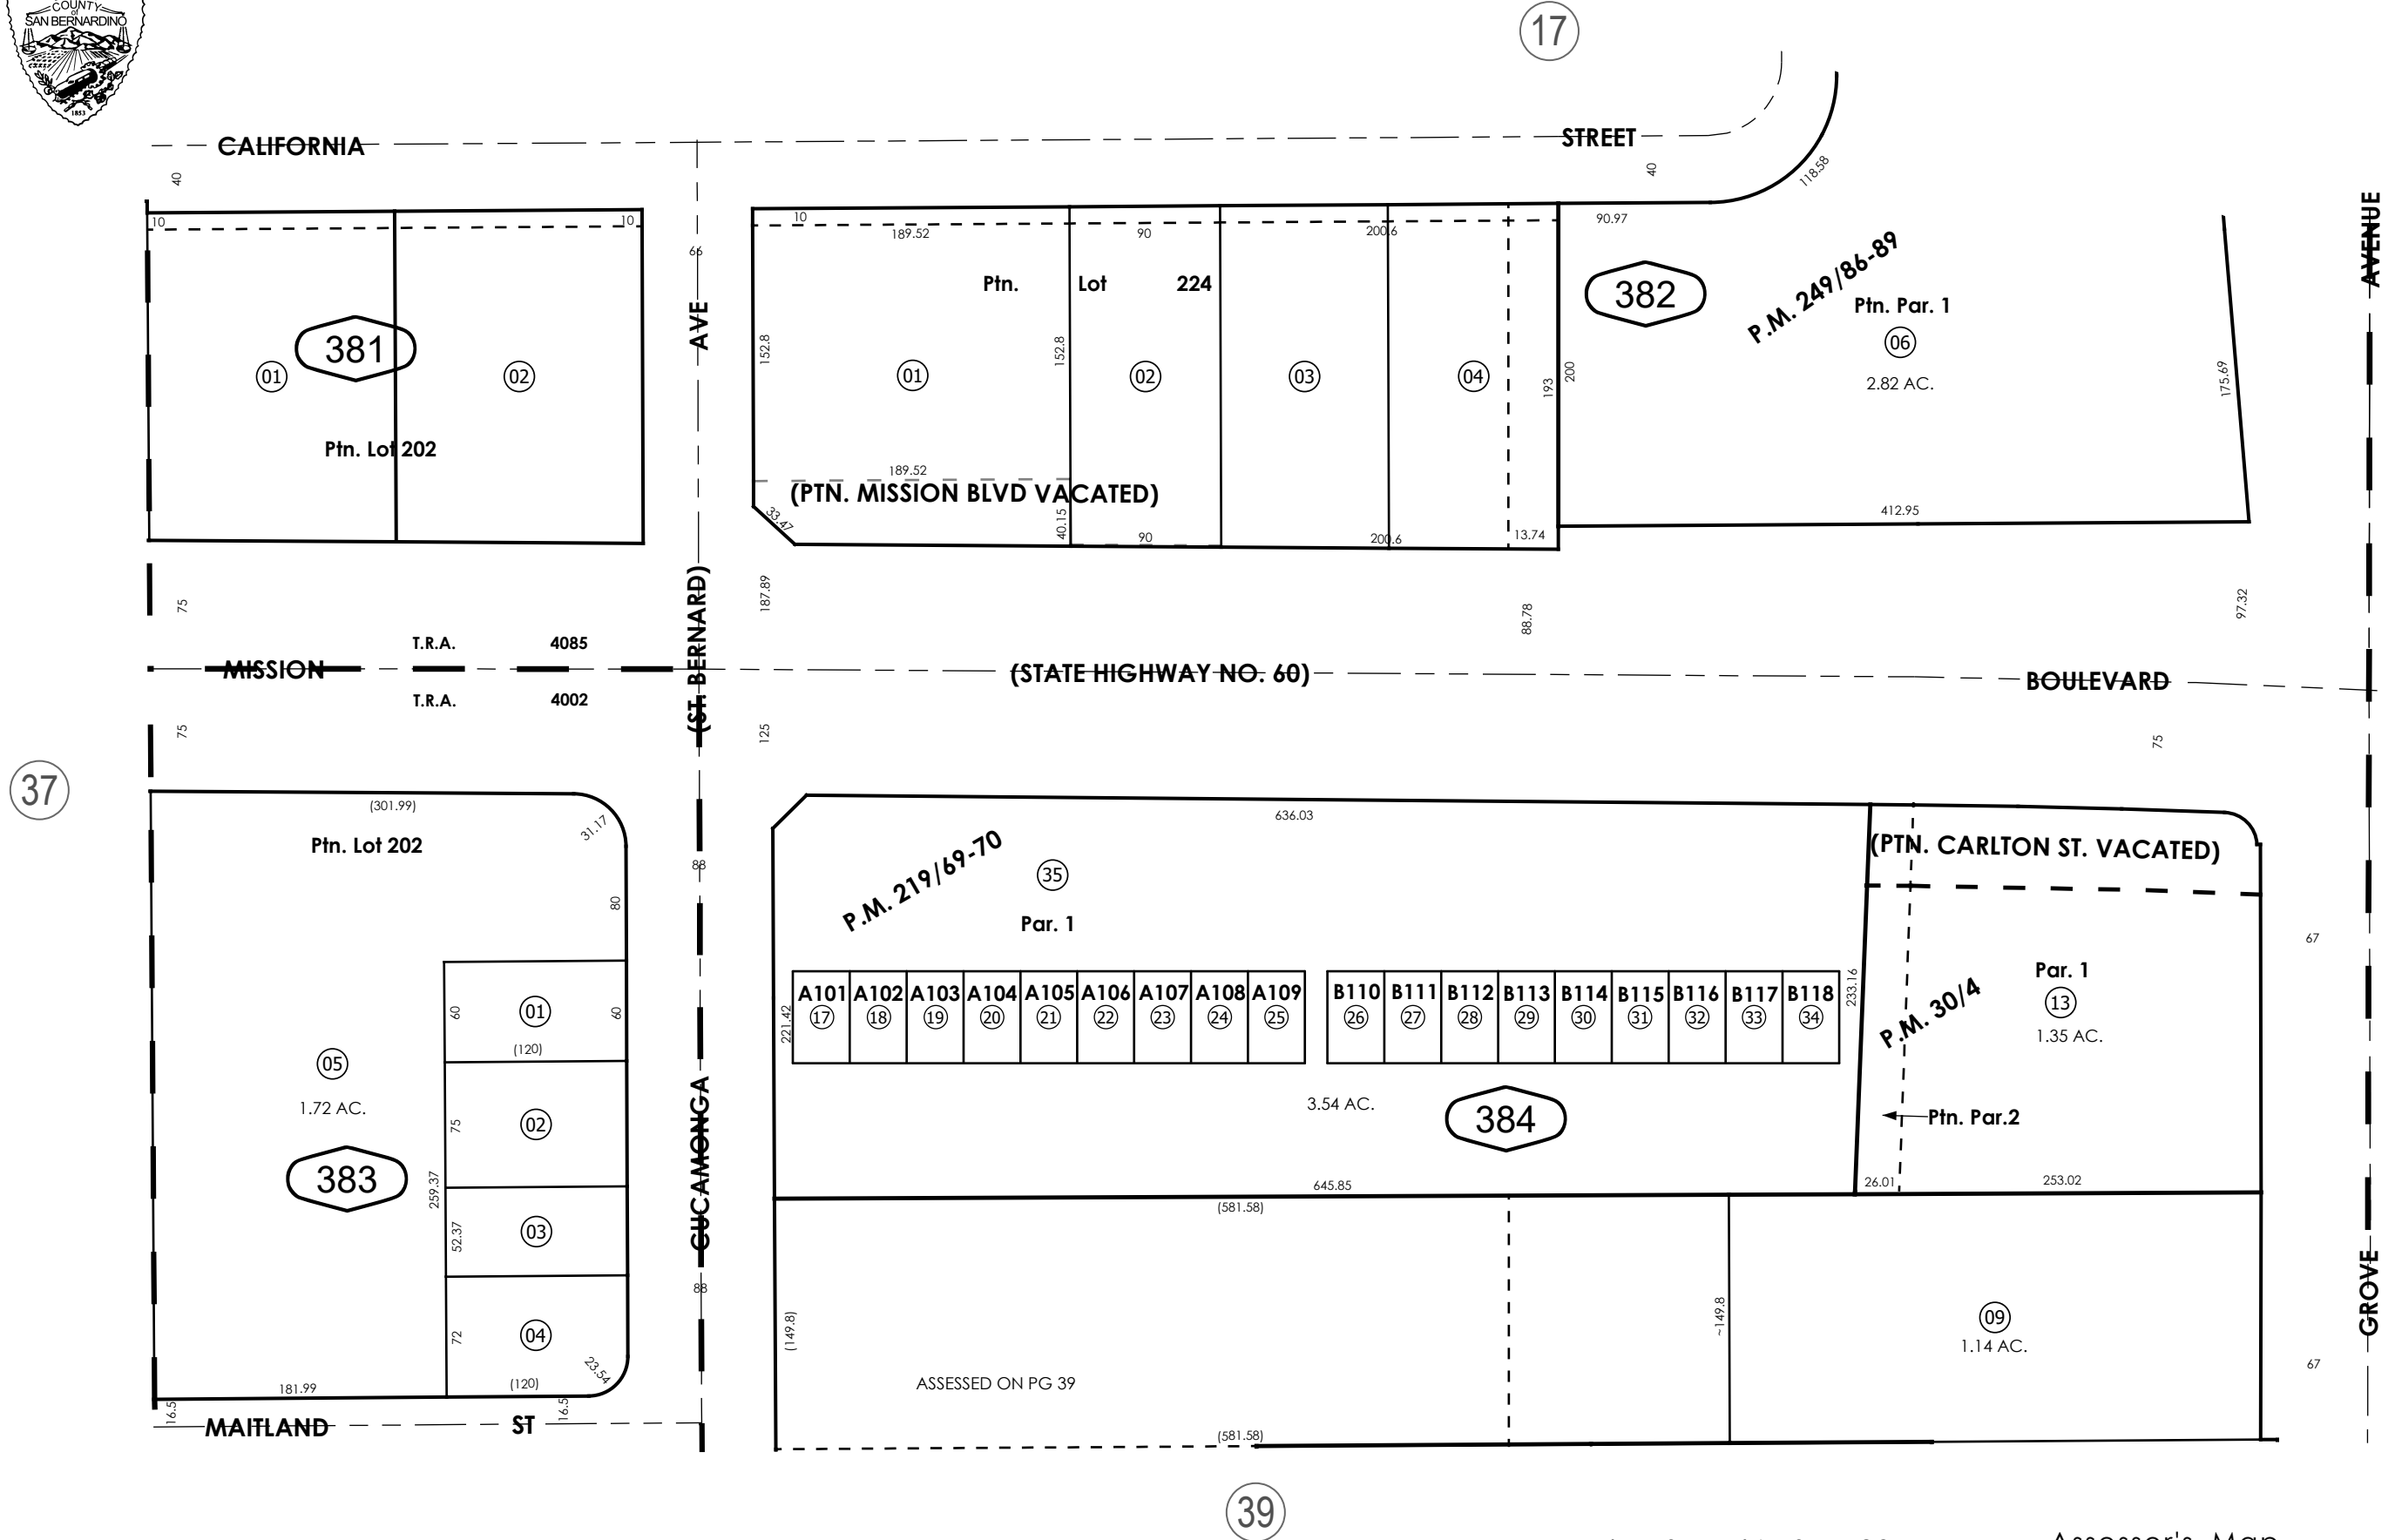 COUNTY
of
SAN BERNARDINO
1853
17
CALIFORNIA
STREET
40
40
118.58
10
10
10
189.52
90
200.6
90.97
66
AVENUE
P.M. 249/86-89
Ptn. Lot 224
382
Ptn. Par. 1
06
2.82 AC.
AVE
381
152.8
152.8
01
02
01
02
03
04
193
200
175.69
Ptn. Lot 202
189.52
(PTN. MISSION BLVD VACATED)
33.47
40.15
90
200.6
13.74
412.95
75
(ST. BERNARD)
187.89
88.78
97.32
T.R.A. 4085
MISSION
(STATE HIGHWAY NO. 60)
BOULEVARD
T.R.A. 4002
75
125
75
37
(301.99)
31.17
636.03
Ptn. Lot 202
88
P.M. 219/69-70
35
Par. 1
(PTN. CARLTON ST. VACATED)
80
67
A101 A102 A103 A104 A105 A106 A107 A108 A109 B110 B111 B112 B113 B114 B115 B116 B117 B118
17 18 19 20 21 22 23 24 25 26 27 28 29 30 31 32 33 34
221.42
233.16
P.M. 30/4
Par. 1
13
1.35 AC.
60
01
60
(120)
05
1.72 AC.
3.54 AC.
384
Ptn. Par.2
75
02
383
CUCAMONGA
259.37
645.85
26.01
253.02
(581.58)
52.37
03
88
GROVE
72
04
(149.8)
~149.8
09
1.14 AC.
67
23.54
181.99
(120)
ASSESSED ON PG 39
16.5
16.5
MAITLAND
ST
(581.58)
39
Assessor's Map